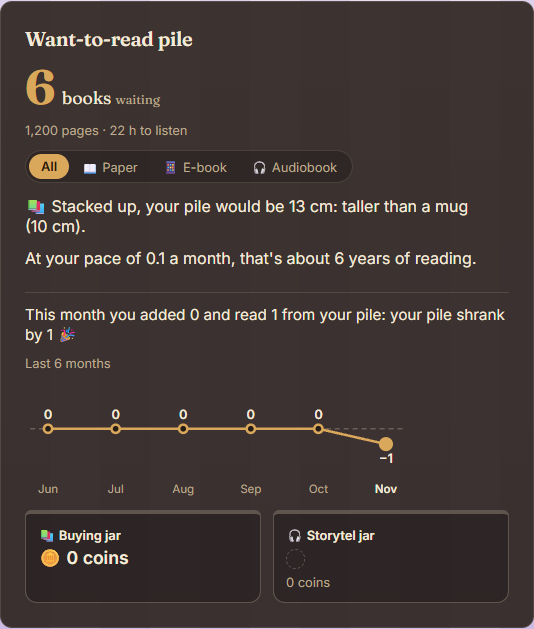 Want-to-read pile
6 books waiting
1,200 pages · 22 h to listen
All
📖 Paper
📱 E-book
🎧 Audiobook
📚 Stacked up, your pile would be 13 cm: taller than a mug
(10 cm).
At your pace of 0.1 a month, that's about 6 years of reading.
This month you added 0 and read 1 from your pile: your pile shrank
by 1 🎉
Last 6 months
0 0 0 0 0 −1
Jun Jul Aug Sep Oct Nov
📚 Buying jar
🪙 0 coins
🎧 Storytel jar
0 coins